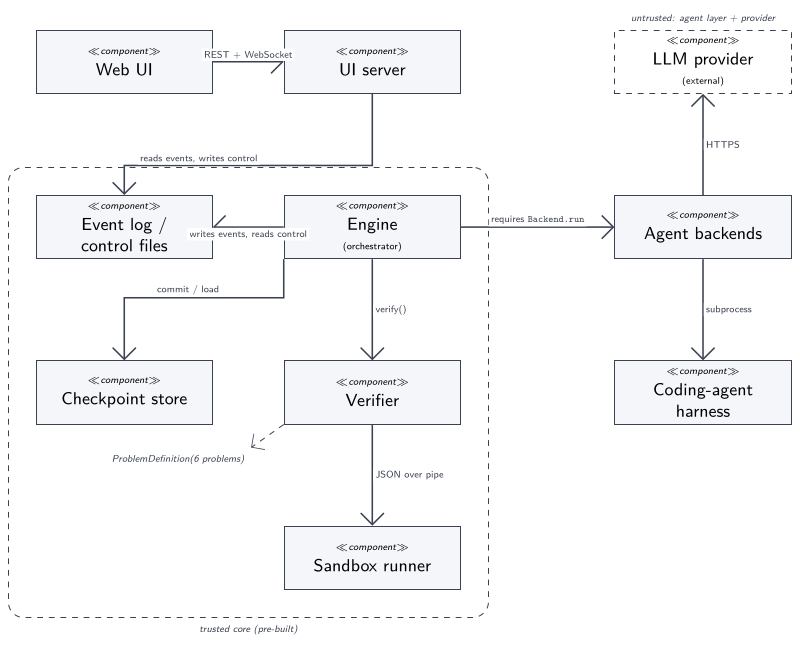 untrusted: agent layer + provider
≪component≫
Web UI
REST + WebSocket
≪component≫
UI server
≪component≫
LLM provider
(external)
HTTPS
reads events, writes control
≪component≫
Event log /
control files
writes events, reads control
≪component≫
Engine
(orchestrator)
requires Backend.run
≪component≫
Agent backends
commit / load
verify()
subprocess
≪component≫
Checkpoint store
≪component≫
Verifier
≪component≫
Coding-agent
harness
ProblemDefinition(6 problems)
JSON over pipe
≪component≫
Sandbox runner
trusted core (pre-built)